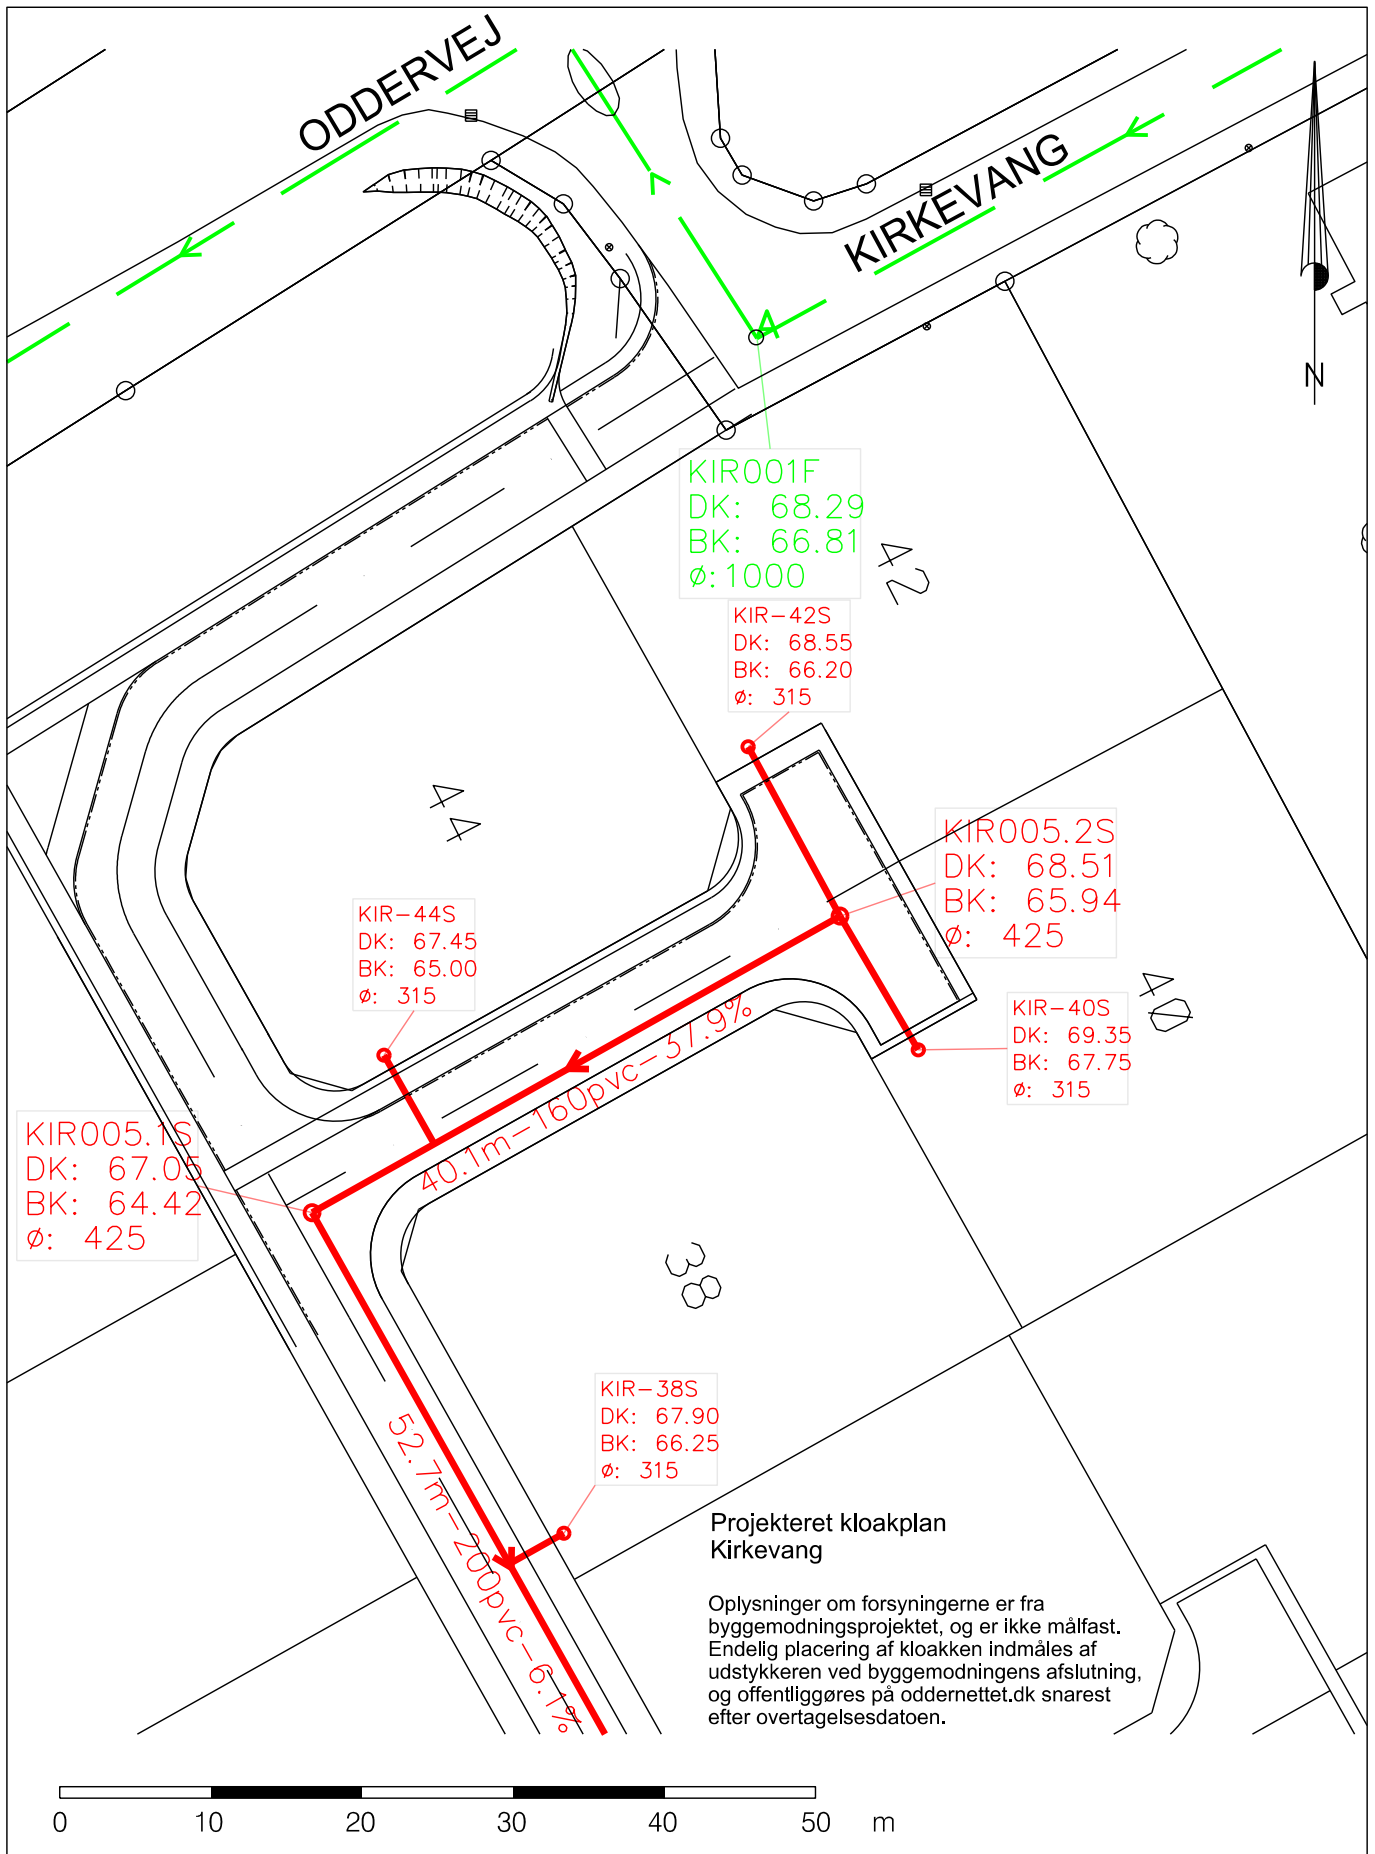 ODDERVEJ
KIRKEVANG
N
KIR001F
DK: 68.29
BK: 66.81
ø: 1000
42
KIR-42S
DK: 68.55
BK: 66.20
ø: 315
44
KIR005.2S
DK: 68.51
BK: 65.94
ø: 425
KIR-44S
DK: 67.45
BK: 65.00
ø: 315
40
KIR-40S
DK: 69.35
BK: 67.75
ø: 315
40.1m-160pvc-37.9%
KIR005.1S
DK: 67.05
BK: 64.42
ø: 425
38
KIR-38S
DK: 67.90
BK: 66.25
ø: 315
52.7m-200pvc-6.1%
Projekteret kloakplan
Kirkevang
Oplysninger om forsyningerne er fra
byggemodningsprojektet, og er ikke målfast.
Endelig placering af kloakken indmåles af
udstykkeren ved byggemodningens afslutning,
og offentliggøres på oddernettet.dk snarest
efter overtagelsesdatoen.
0 10 20 30 40 50 m